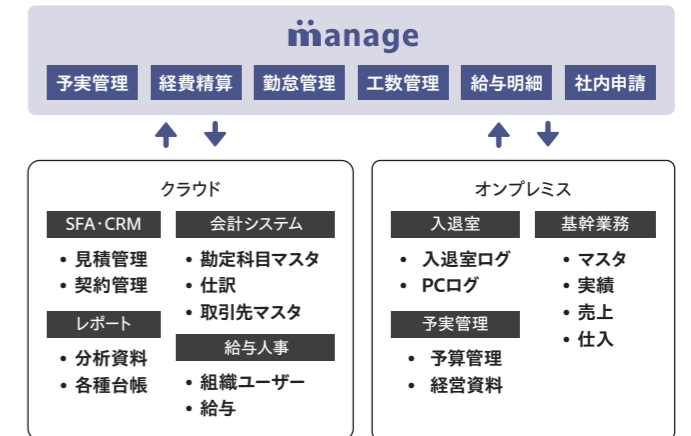 manage
予実管理 経費精算 勤怠管理 工数管理 給与明細 社内申請
クラウド
SFA･CRM
• 見積管理
• 契約管理
レポート
• 分析資料
• 各種台帳
会計システム
• 勘定科目マスタ
• 仕訳
• 取引先マスタ
給与人事
• 組織ユーザー
• 給与
オンプレミス
入退室
• 入退室ログ
• PCログ
予実管理
• 予算管理
• 経営資料
基幹業務
• マスタ
• 実績
• 売上
• 仕入